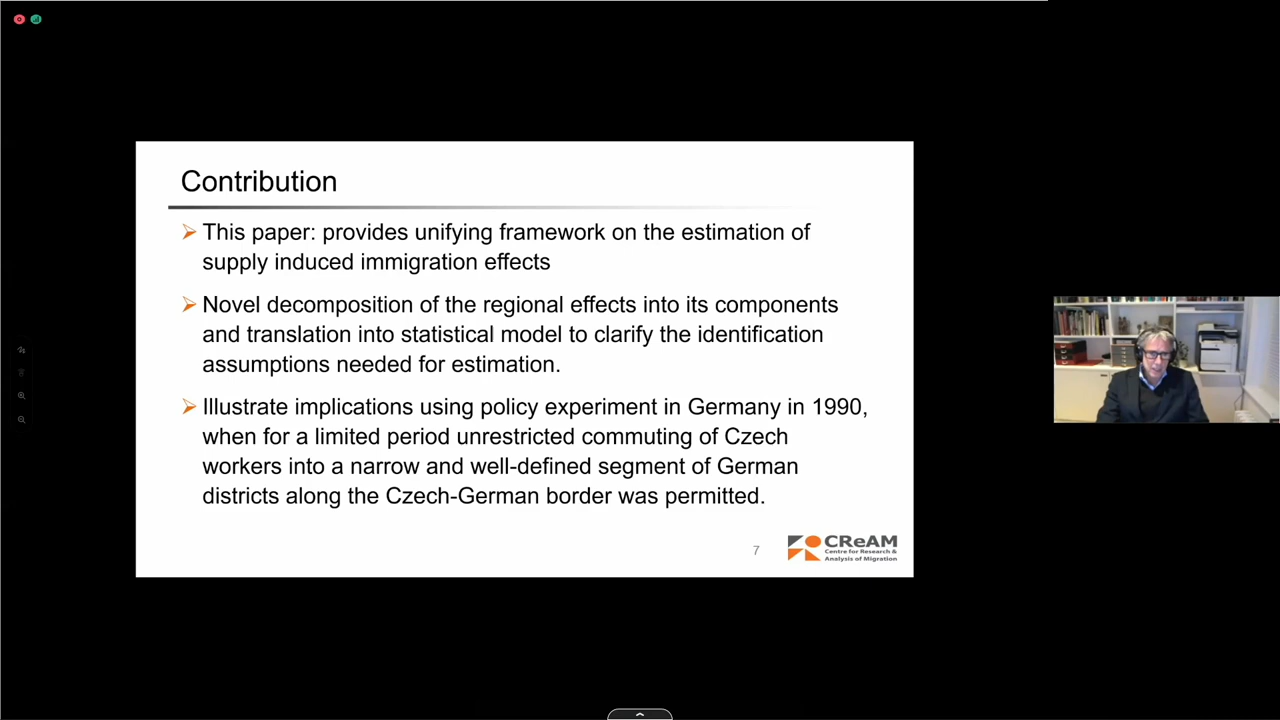 Contribution
This paper: provides unifying framework on the estimation of
supply induced immigration effects
Novel decomposition of the regional effects into its components
and translation into statistical model to clarify the identification
assumptions needed for estimation.
Illustrate implications using policy experiment in Germany in 1990,
when for a limited period unrestricted commuting of Czech
workers into a narrow and well-defined segment of German
districts along the Czech-German border was permitted.
7
CReAM
Centre for Research &
Analysis of Migration